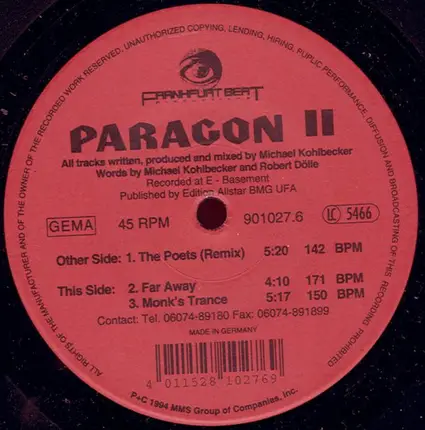 ALL RIGHTS OF THE MANUFACTURER AND OF THE OWNER OF THE RECORDED WORK RESERVED, UNAUTHORIZED COPYING, LENDING, HIRING, PUBLIC PERFORMANCE, DIFFUSION AND BROADCASTING OF THIS RECORDING PROHIBITED
FRANKFURT BEAT
PARAGON II
All tracks written, produced and mixed by Michael Kohlbecker
Words by Michael Kohlbecker and Robert Dölle
Recorded at E - Basement
Published by Edition Allstar BMG UFA
GEMA 45 RPM 901027.6 LC 5466
Other Side: 1. The Poets (Remix) 5:20 142 BPM
This Side: 2. Far Away 4:10 171 BPM
3. Monk's Trance 5:17 150 BPM
Contact: Tel. 06074-89180 Fax: 06074-891899
MADE IN GERMANY
4 011528 102769
P+C 1994 MMS Group of Companies, Inc.